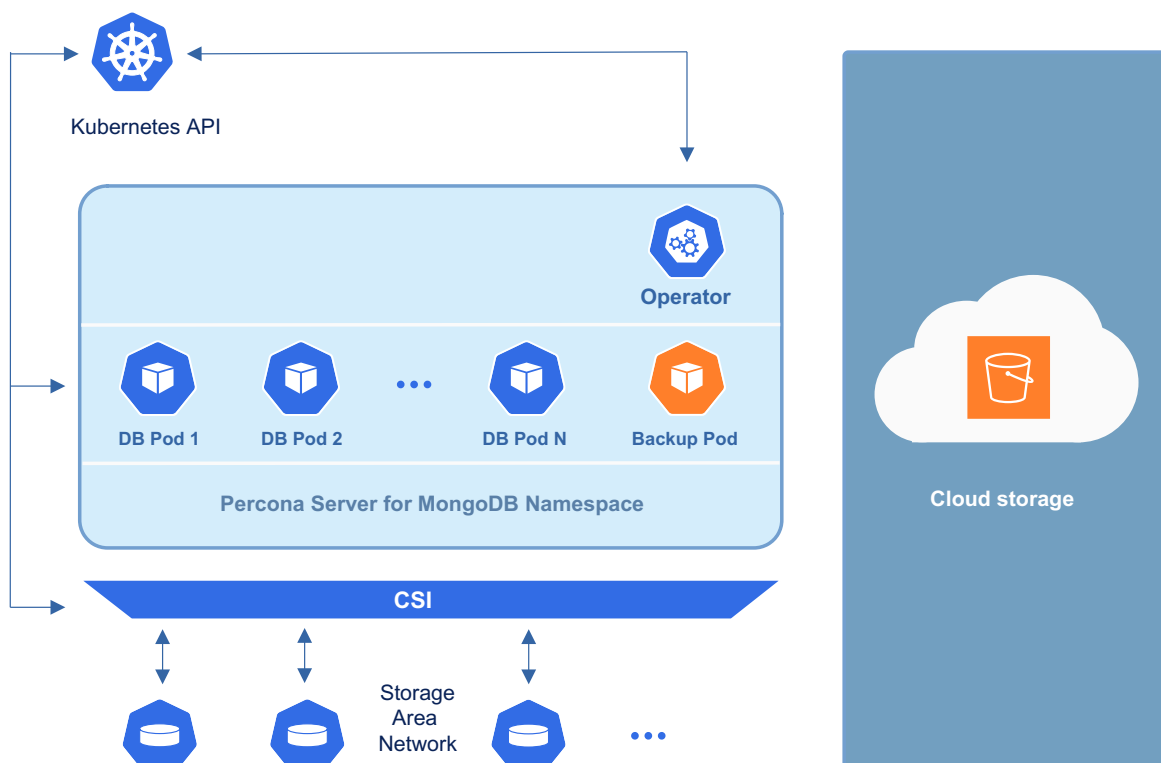 Kubernetes API
Operator
DB Pod 1
DB Pod 2
DB Pod N
Backup Pod
Percona Server for MongoDB Namespace
Cloud storage
CSI
Storage
Area
Network